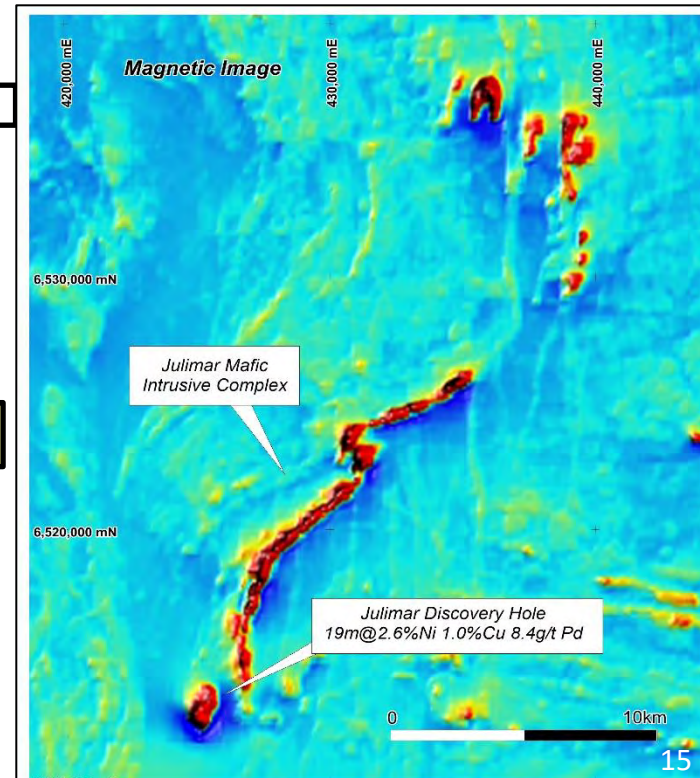 420,000 mE
430,000 mE
440,000 mE
Magnetic Image
6,530,000 mN
Julimar Mafic
Intrusive Complex
6,520,000 mN
Julimar Discovery Hole
19m@2.6%Ni 1.0%Cu 8.4g/t Pd
0
10km
15